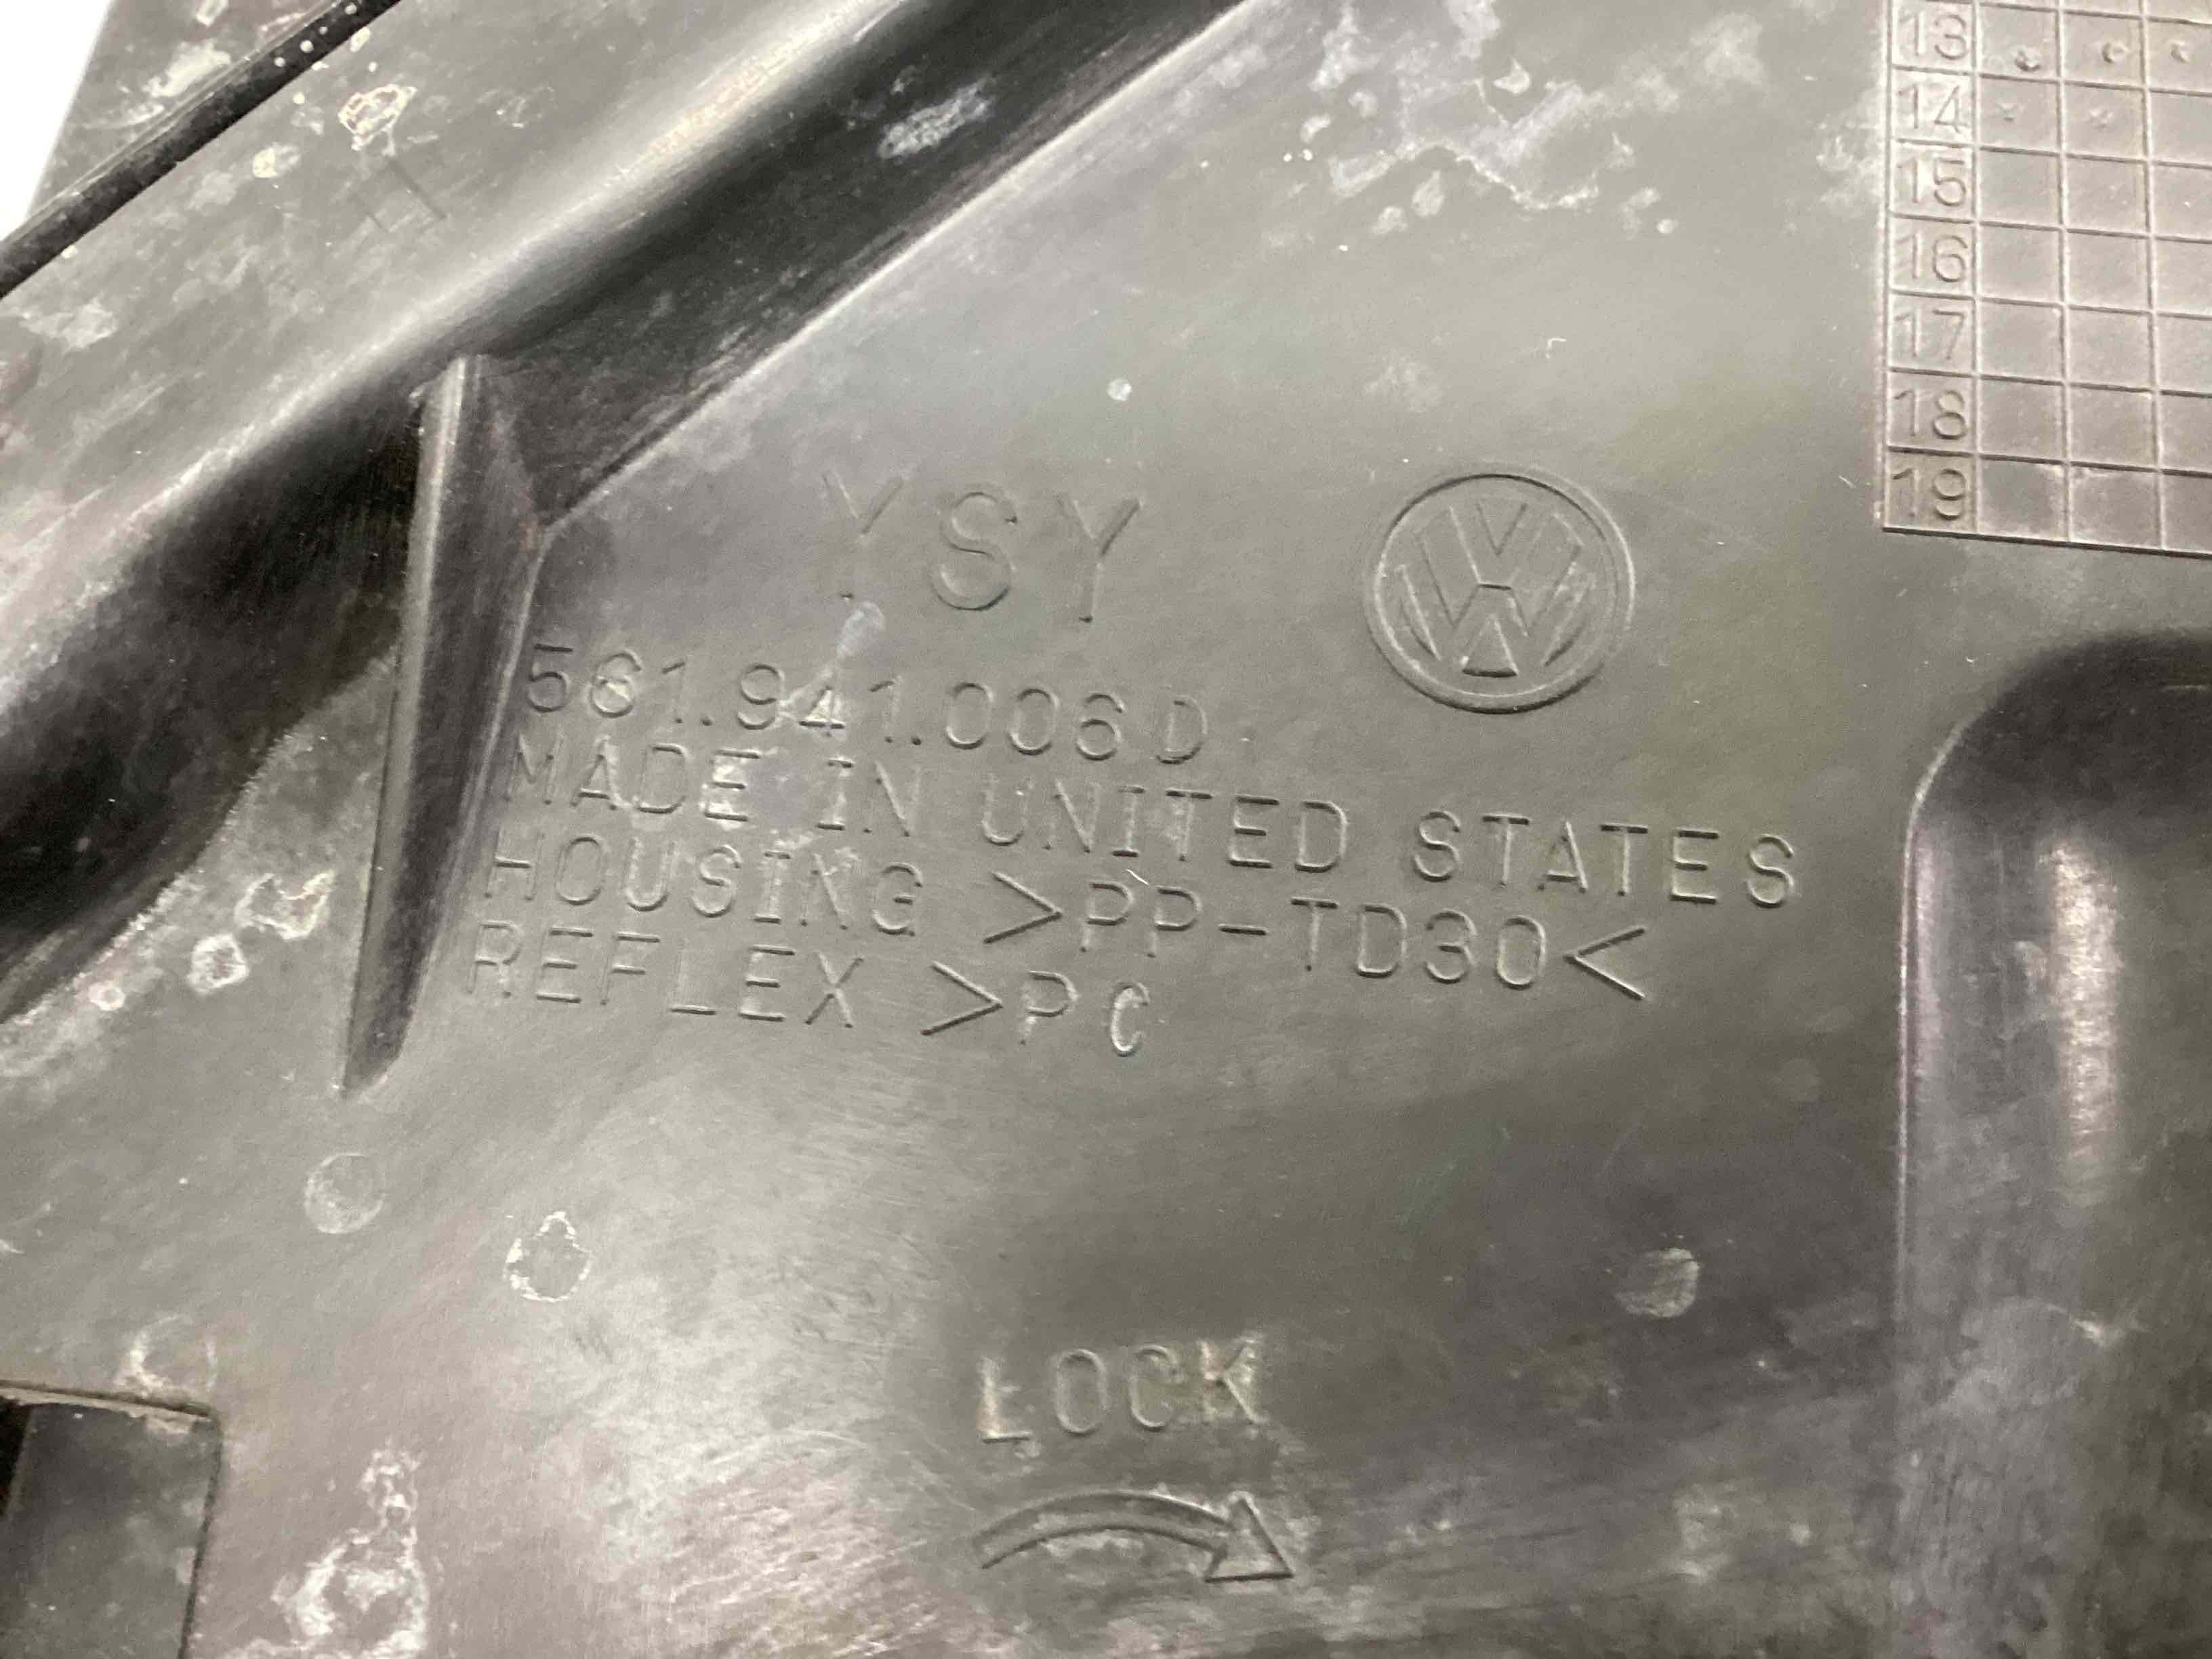 13
14
15
16
17
18
19
YSY
561.941.006 D
MADE IN UNITED STATES
HOUSING >PP-TD30<
REFLEX >PC
LOCK